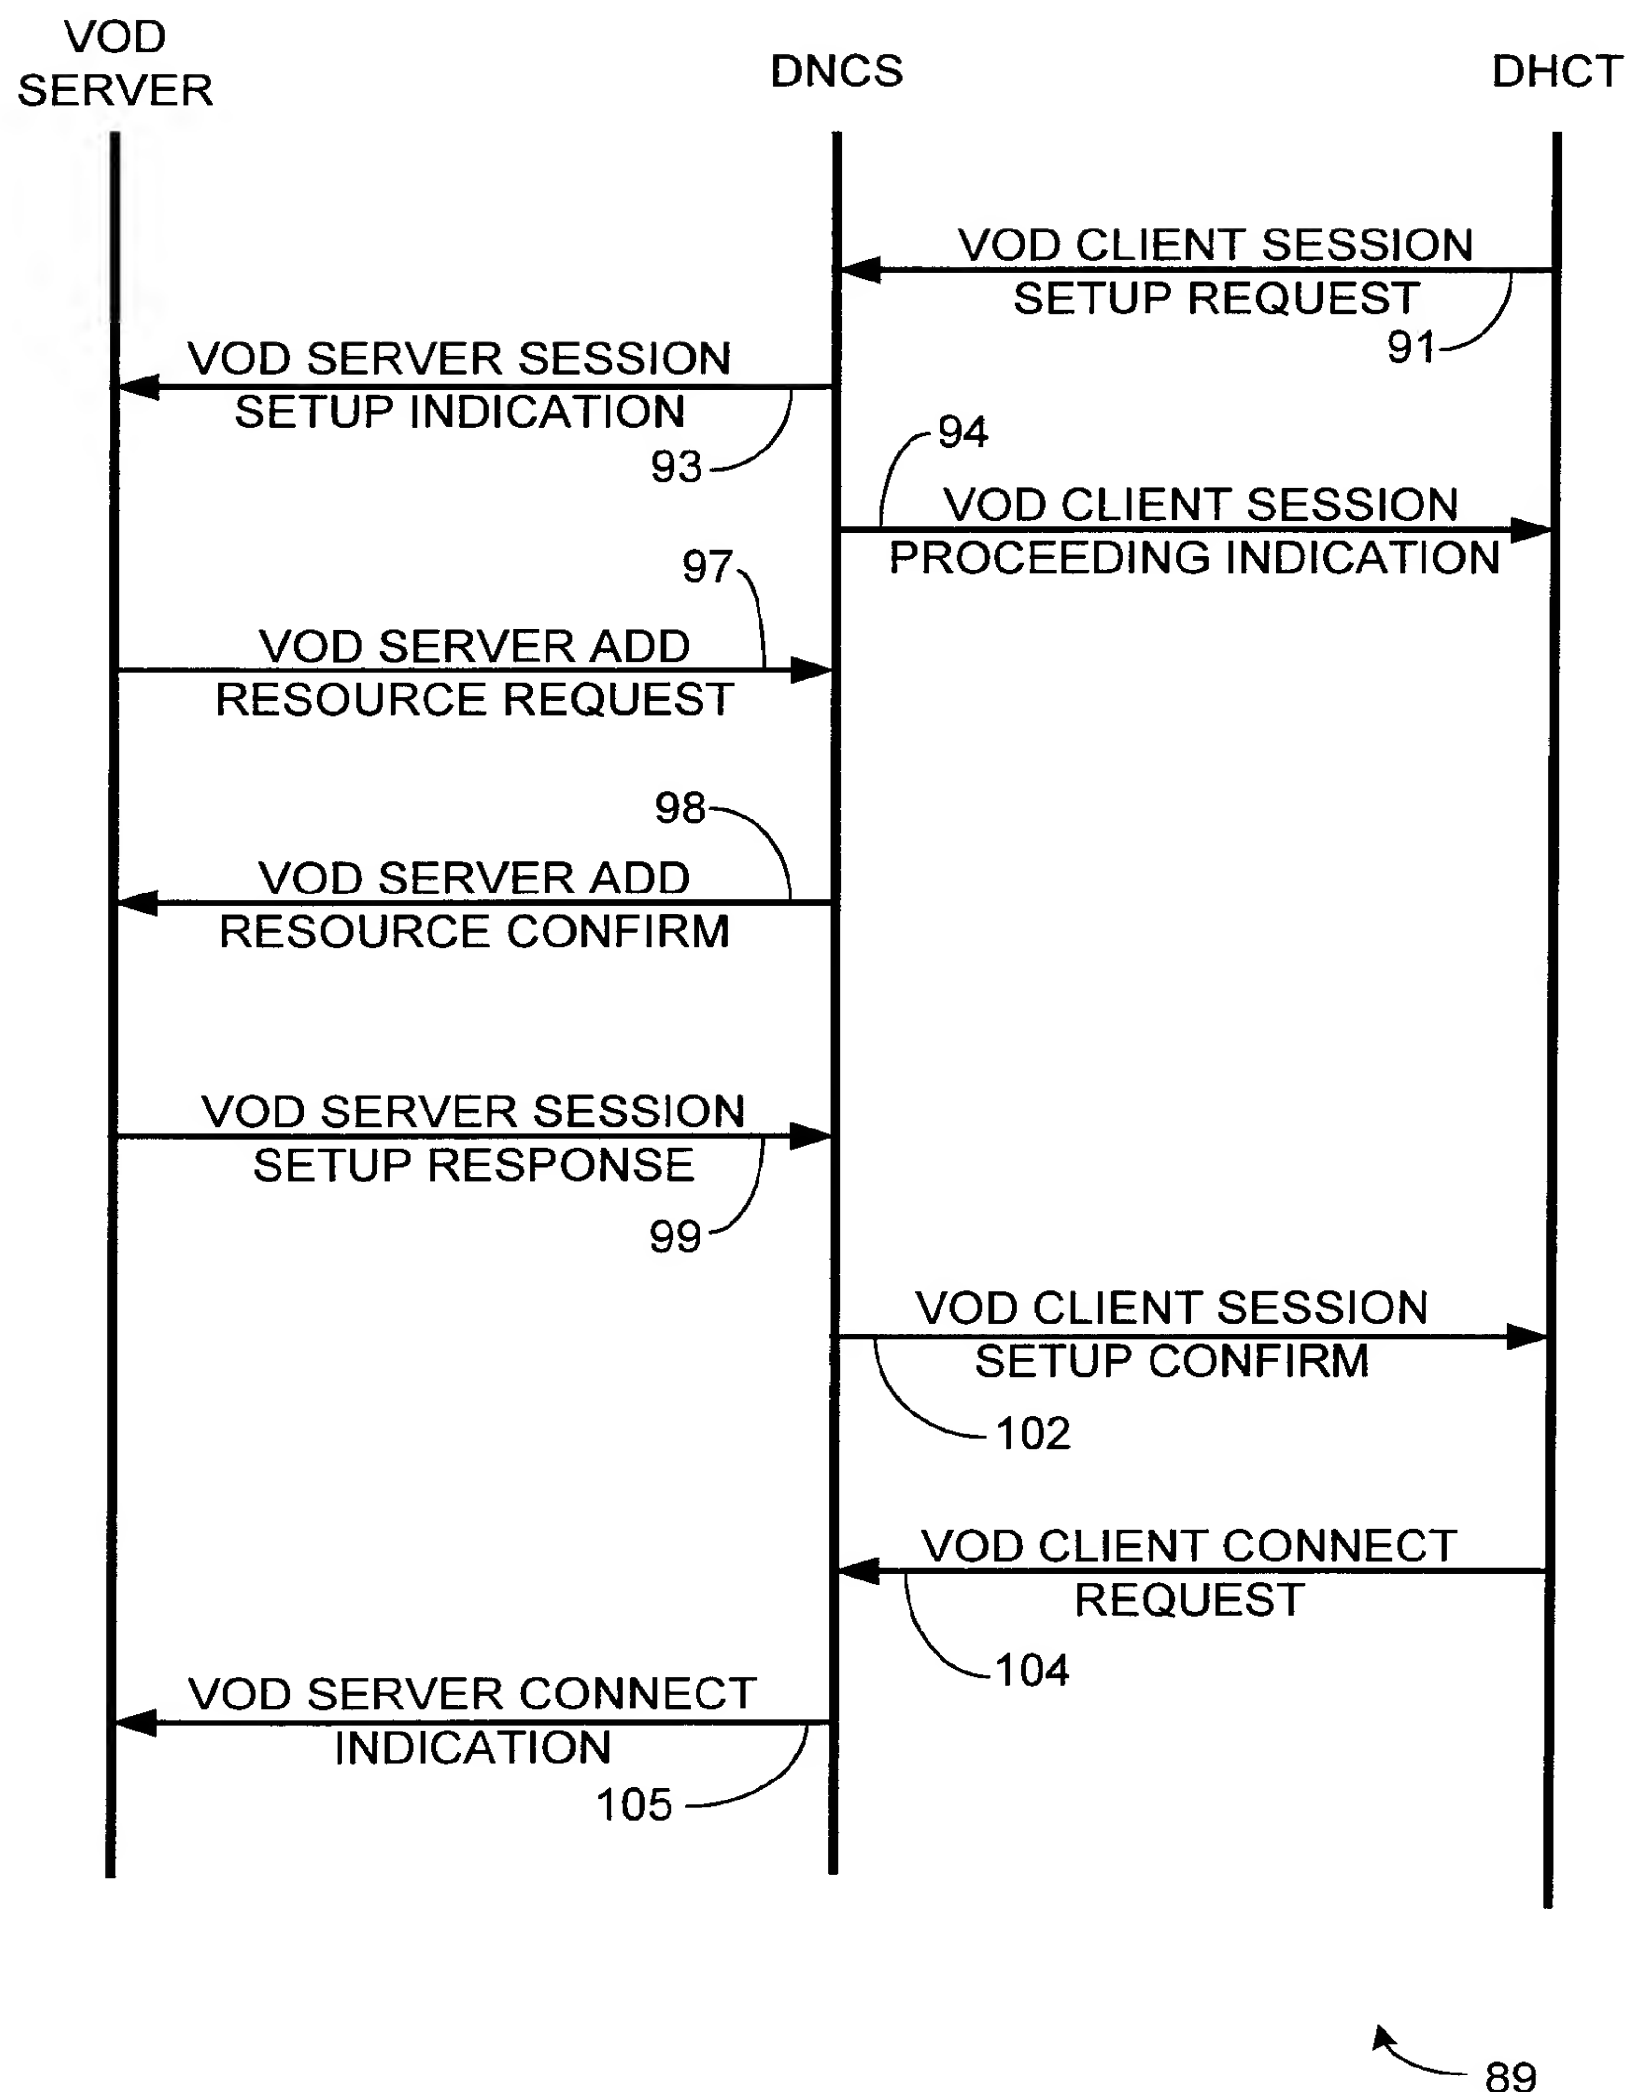 VOD
SERVER
DNCS
DHCT
VOD CLIENT SESSION
SETUP REQUEST
91
VOD SERVER SESSION
SETUP INDICATION
93
94
VOD CLIENT SESSION
PROCEEDING INDICATION
97
VOD SERVER ADD
RESOURCE REQUEST
98
VOD SERVER ADD
RESOURCE CONFIRM
VOD SERVER SESSION
SETUP RESPONSE
99
VOD CLIENT SESSION
SETUP CONFIRM
102
VOD CLIENT CONNECT
REQUEST
104
VOD SERVER CONNECT
INDICATION
105
89